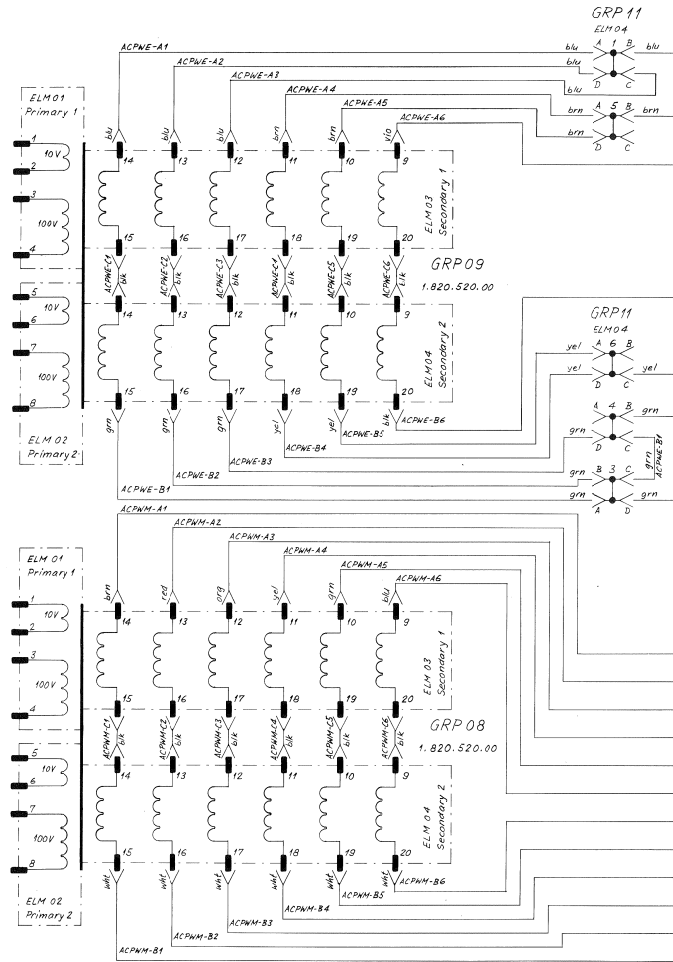 GRP 11
ELM 04
ACPWE-A1
blu A 1 B blu
ACPWE-A2
blu D C
ACPWE-A3
blu
ACPWE-A4
brn A 5 B brn
ACPWE-A5
brn D C
ACPWE-A6
ELM 01
Primary 1
blu blu blu brn brn vio
1
10V
2
3
100V
4
14 13 12 11 10 9
ELM 03
Secondary 1
15 16 17 18 19 20
ACPWE-C1 blk ACPWE-C2 blk ACPWE-C3 blk ACPWE-C1 blk ACPWE-C5 blk ACPWE-C6 blk
GRP 09
1.820.520.00
5
10V
6
7
100V
8
14 13 12 11 10 9
ELM 04
Secondary 2
15 16 17 18 19 20
grn grn grn yel yel blk
ELM 02
Primary 2
GRP 11
ELM 04
yel A 6 B
yel D C yel
A 4 B grn
grn D C
grn
ACPWE-B1
grn B 3 C
grn A D grn
ACPWE-B6
ACPWE-B5
ACPWE-B4
ACPWE-B3
ACPWE-B2
ACPWE-B1
ACPWM-A1
ACPWM-A2
ACPWM-A3
ACPWM-A4
ACPWM-A5
ACPWM-A6
ELM 01
Primary 1
brn red org yel grn blu
1
10V
2
3
100V
4
14 13 12 11 10 9
ELM 03
Secondary 1
15 16 17 18 19 20
ACPWM-C1 blk ACPWM-C2 blk ACPWM-C3 blk ACPWM-C4 blk ACPWM-C5 blk ACPWM-C6 blk
GRP 08
1.820.520.00
5
10V
6
7
100V
8
14 13 12 11 10 9
ELM 04
Secondary 2
15 16 17 18 19 20
wht wht wht wht wht wht
ELM 02
Primary 2
ACPWM-B6
ACPWM-B5
ACPWM-B4
ACPWM-B3
ACPWM-B2
ACPWM-B1